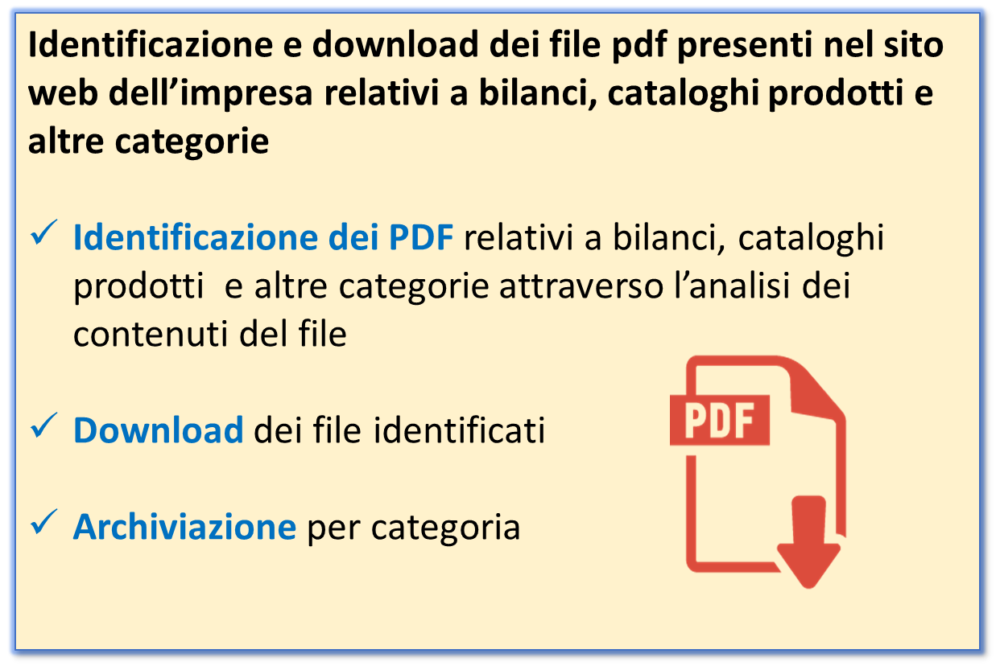 Identificazione e download dei file pdf presenti nel sito
web dell’impresa relativi a bilanci, cataloghi prodotti e
altre categorie
✓ Identificazione dei PDF relativi a bilanci, cataloghi
prodotti  e altre categorie attraverso l’analisi dei
contenuti del file
✓ Download dei file identificati
PDF
✓ Archiviazione per categoria